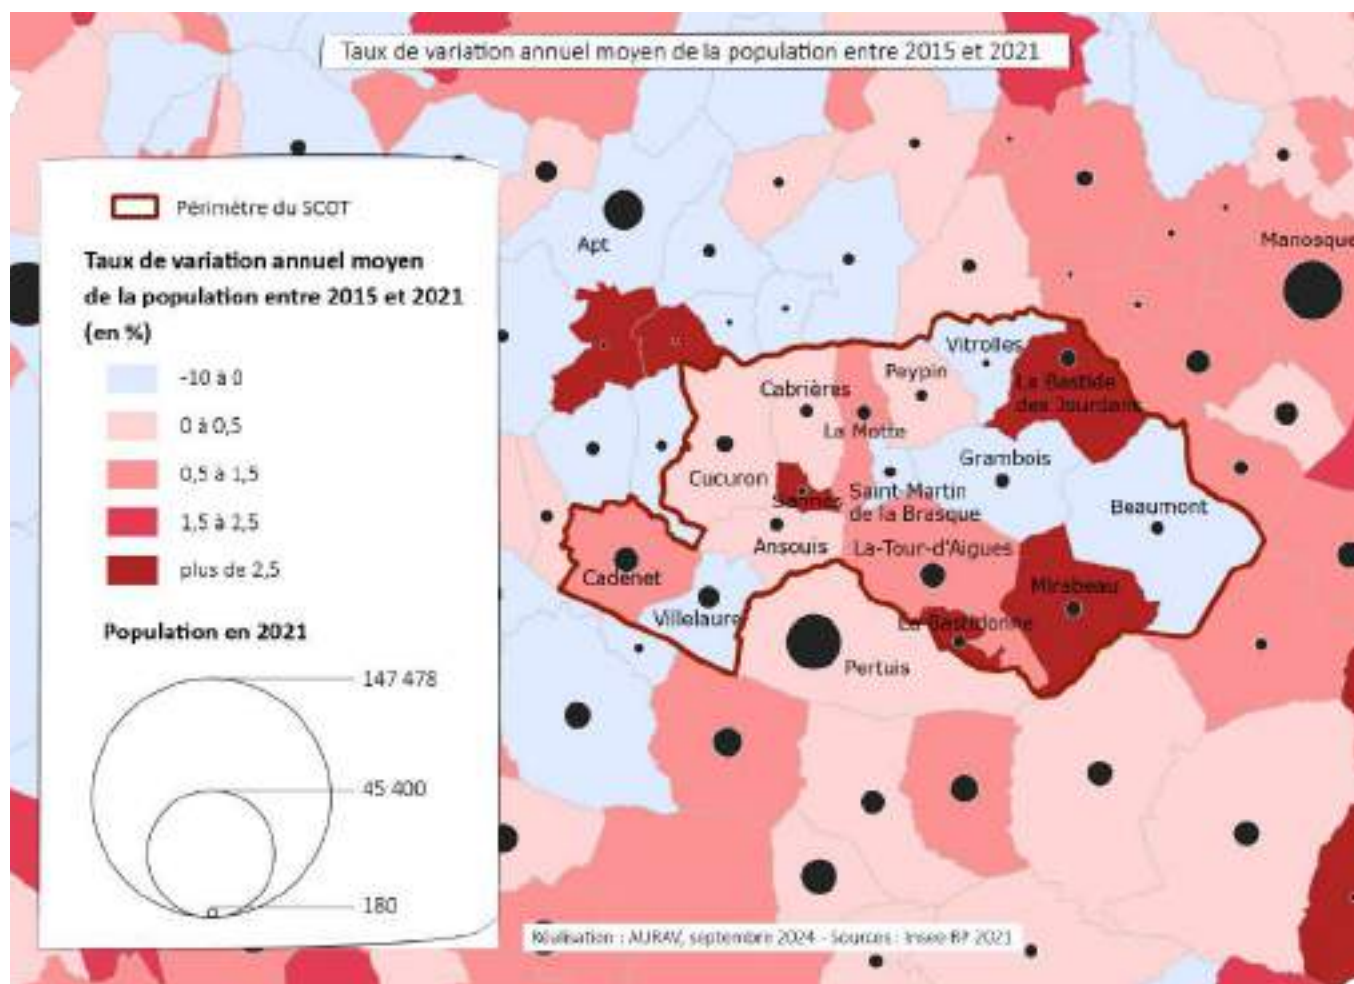 Taux de variation annuel moyen de la population entre 2015 et 2021
Périmètre du SCOT
Taux de variation annuel moyen
de la population entre 2015 et 2021
(en %)
-10 à 0
0 à 0,5
0,5 à 1,5
1,5 à 2,5
plus de 2,5
Population en 2021
147 478
45 400
180
Apt
Manosque
Vitrolles
Peypin
La Bastide
des Jourdans
Cabrières
La Motte
Grambois
Cucuron
Sannes
Saint-Martin
de la Brasque
Beaumont
Ansouis
La-Tour-d'Aigues
Cadenet
Mirabeau
Villelaure
La Bastidonne
Pertuis
Réalisation : AURAV, septembre 2024 - Sources : Insee RP 2021